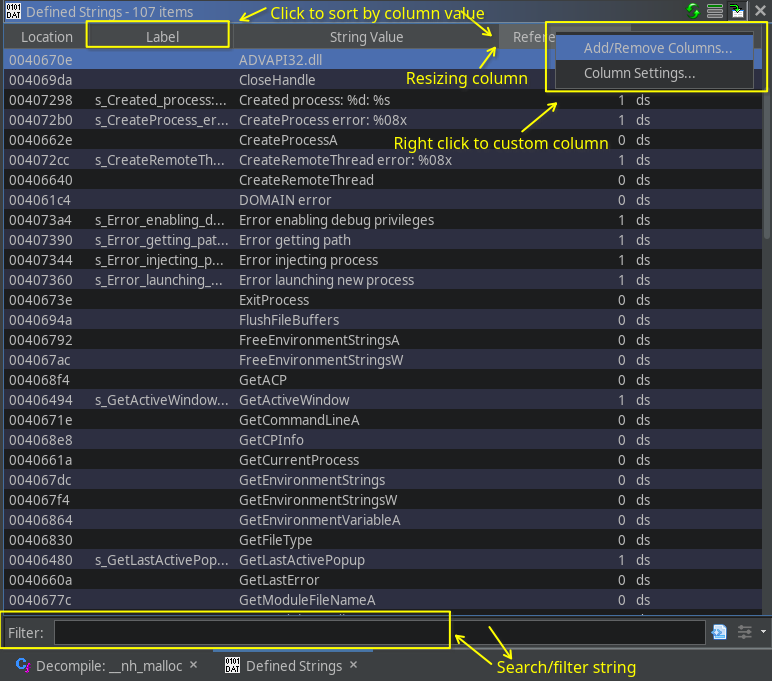 0101 DAT Defined Strings - 107 items
Click to sort by column value
Location Label String Value Refere
Add/Remove Columns...
Column Settings...
Resizing column
Right click to custom column
0040670e ADVAPI32.dll
004069da CloseHandle
00407298 s_Created_process:... Created process: %d: %s 1 ds
004072b0 s_CreateProcess_er... CreateProcess error: %08x 1 ds
0040662e CreateProcessA 0 ds
004072cc s_CreateRemoteTh... CreateRemoteThread error: %08x 1 ds
00406640 CreateRemoteThread 0 ds
004061c4 DOMAIN error 0 ds
004073a4 s_Error_enabling_d... Error enabling debug privileges 1 ds
00407390 s_Error_getting_pat... Error getting path 1 ds
00407344 s_Error_injecting_p... Error injecting process 1 ds
00407360 s_Error_launching_... Error launching new process 1 ds
0040673e ExitProcess 0 ds
0040694a FlushFileBuffers 0 ds
00406792 FreeEnvironmentStringsA 0 ds
004067ac FreeEnvironmentStringsW 0 ds
004068f4 GetACP 0 ds
00406494 s_GetActiveWindow... GetActiveWindow 1 ds
0040671e GetCommandLineA 0 ds
004068e8 GetCPInfo 0 ds
0040661a GetCurrentProcess 0 ds
004067dc GetEnvironmentStrings 0 ds
004067f4 GetEnvironmentStringsW 0 ds
00406864 GetEnvironmentVariableA 0 ds
00406830 GetFileType 0 ds
00406480 s_GetLastActivePop... GetLastActivePopup 1 ds
0040660a GetLastError 0 ds
0040677c GetModuleFileNameA 0 ds
Filter:
Search/filter string
Decompile: __nh_malloc × 0101 DAT Defined Strings ×